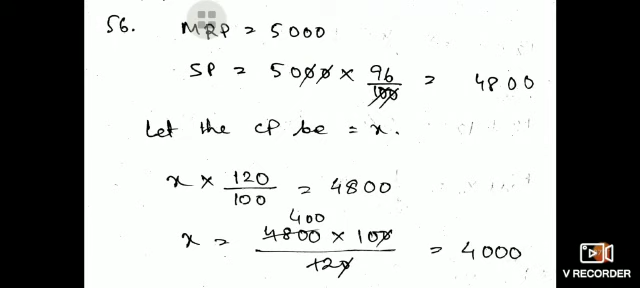 56. MRP = 5000
SP = 5000 × 96/100 = 4800
Let the CP be = x.
x × 120/100 = 4800
400
x = 4800 × 100/120 = 4000
V RECORDER